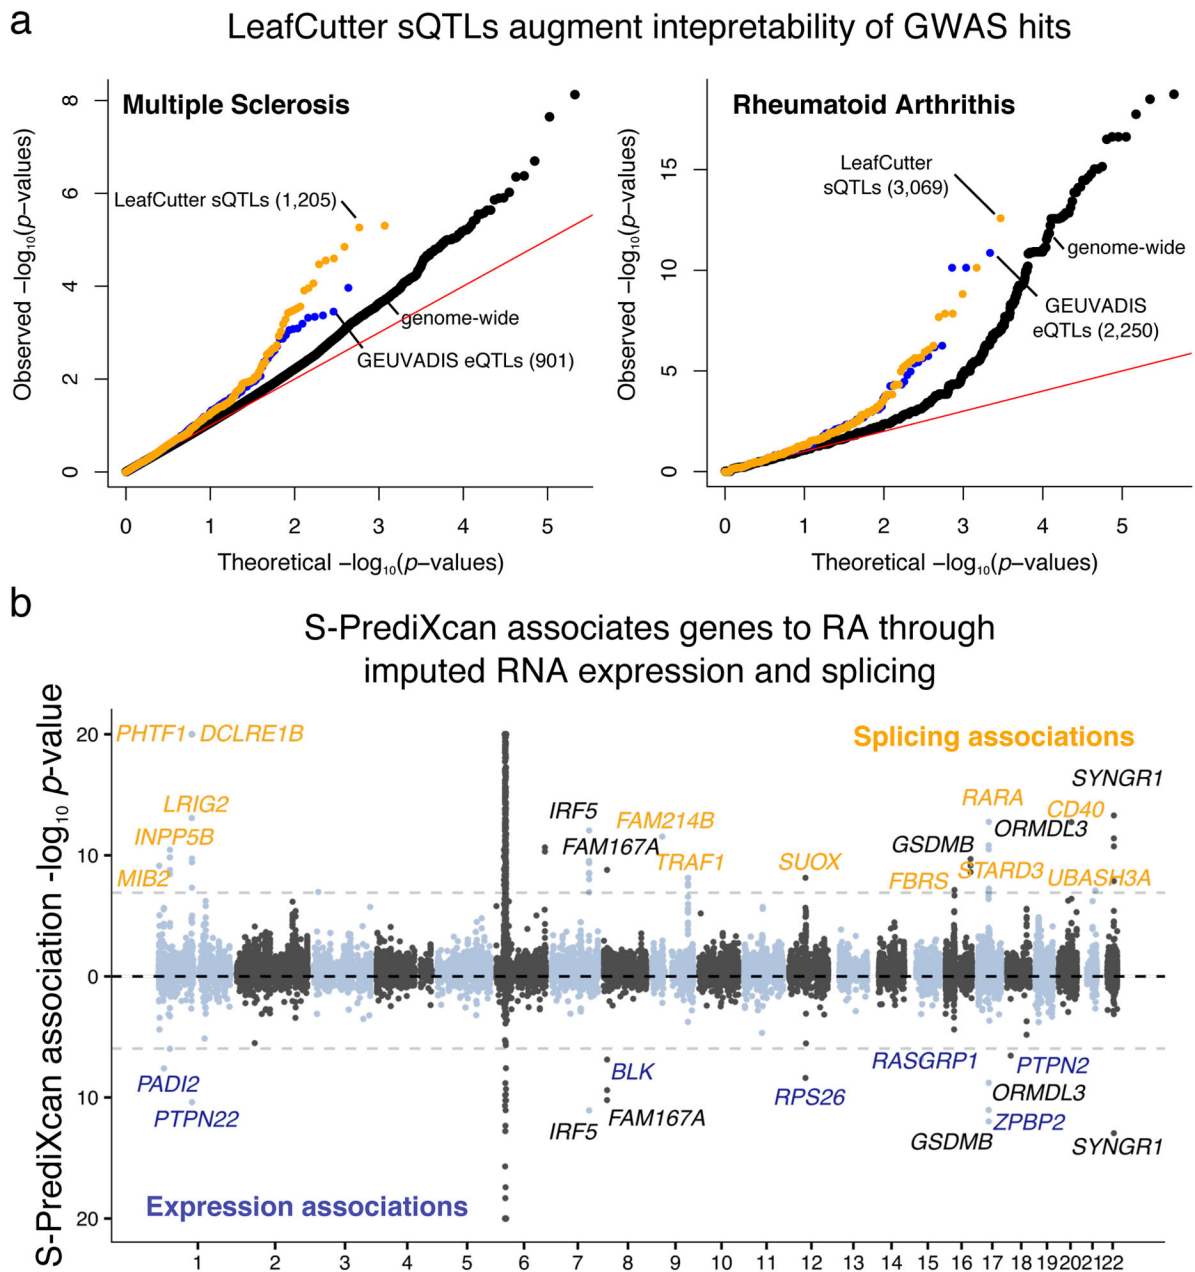 a
LeafCutter sQTLs augment intepretability of GWAS hits
Multiple Sclerosis
Observed −log₁₀(p−values)
8
6
4
2
0
LeafCutter sQTLs (1,205)
genome-wide
GEUVADIS eQTLs (901)
0 1 2 3 4 5
Theoretical −log₁₀(p−values)
Rheumatoid Arthrithis
Observed −log₁₀(p−values)
15
10
5
0
LeafCutter
sQTLs (3,069)
genome-wide
GEUVADIS
eQTLs (2,250)
0 1 2 3 4 5
Theoretical −log₁₀(p−values)
b
S-PrediXcan associates genes to RA through
imputed RNA expression and splicing
S-PrediXcan association -log₁₀ p-value
20
10
0
10
20
Splicing associations
PHTF1 DCLRE1B
LRIG2
INPP5B
MIB2
IRF5
FAM167A
FAM214B
TRAF1
SUOX
SYNGR1
RARA
CD40
ORMDL3
GSDMB
STARD3
FBRS
UBASH3A
PADI2
PTPN22
BLK
FAM167A
IRF5
RPS26
RASGRP1
PTPN2
ORMDL3
ZPBP2
GSDMB
SYNGR1
Expression associations
1 2 3 4 5 6 7 8 9 10 11 12 13 14 15 16 17 18 19 20 21 22